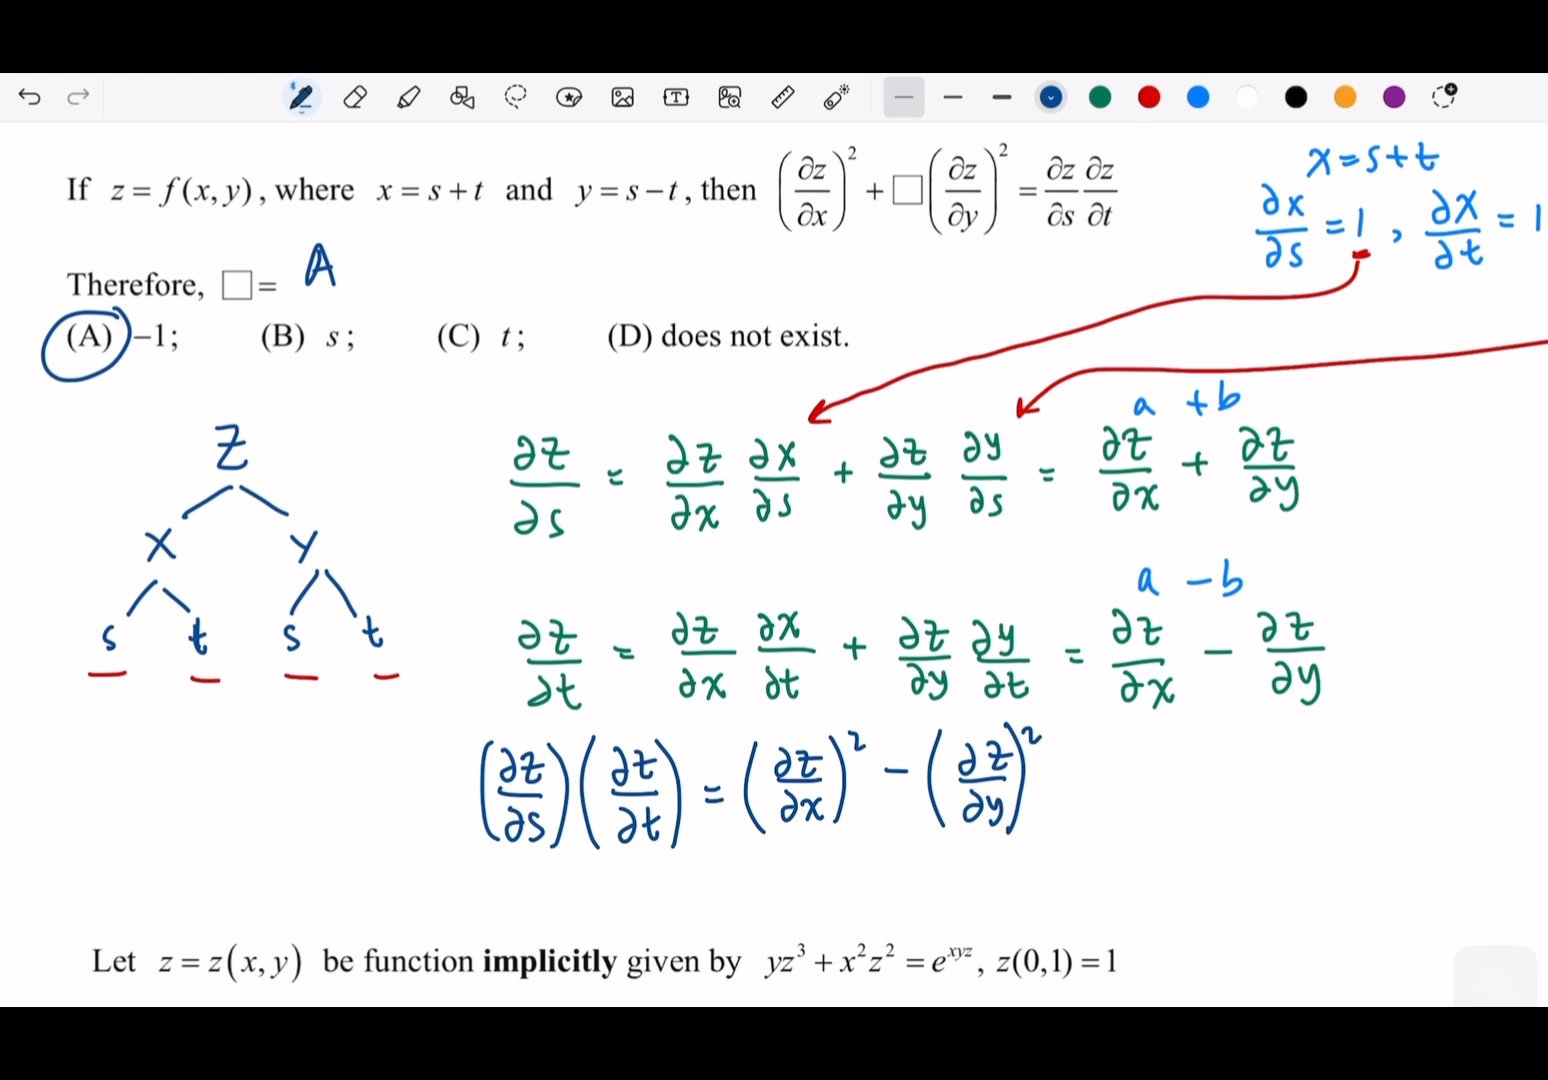 If z = f(x, y), where x = s + t and y = s − t, then (∂z/∂x)² + □(∂z/∂y)² = ∂z/∂s ∂z/∂t
x = s + t
∂x/∂s = 1, ∂x/∂t = 1
Therefore, □ = A
(A) −1; (B) s; (C) t; (D) does not exist.
a + b
∂z/∂s = ∂z/∂x ∂x/∂s + ∂z/∂y ∂y/∂s = ∂z/∂x + ∂z/∂y
z
x y
s t s t
a − b
∂z/∂t = ∂z/∂x ∂x/∂t + ∂z/∂y ∂y/∂t = ∂z/∂x − ∂z/∂y
(∂z/∂s)(∂z/∂t) = (∂z/∂x)² − (∂z/∂y)²
Let z = z(x, y) be function implicitly given by yz³ + x²z² = e^{xyz}, z(0,1) = 1